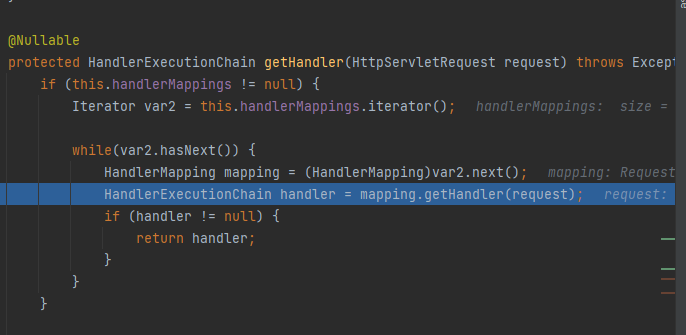 @Nullable
protected HandlerExecutionChain getHandler(HttpServletRequest request) throws Except
if (this.handlerMappings != null) {
Iterator var2 = this.handlerMappings.iterator(); handlerMappings: size =
while(var2.hasNext()) {
HandlerMapping mapping = (HandlerMapping)var2.next(); mapping: Request
HandlerExecutionChain handler = mapping.getHandler(request); request:
if (handler != null) {
return handler;
}
}
}